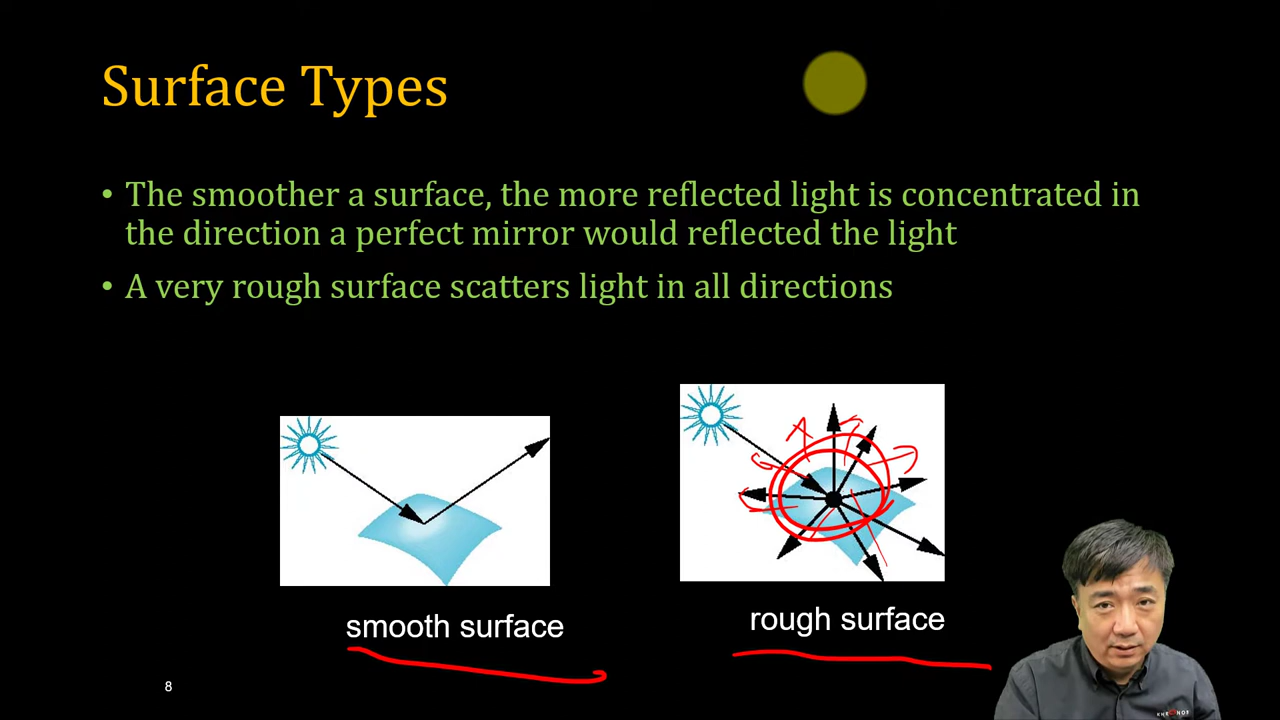 Surface Types
• The smoother a surface, the more reflected light is concentrated in
the direction a perfect mirror would reflected the light
• A very rough surface scatters light in all directions
smooth surface
rough surface
8
KHRONOS